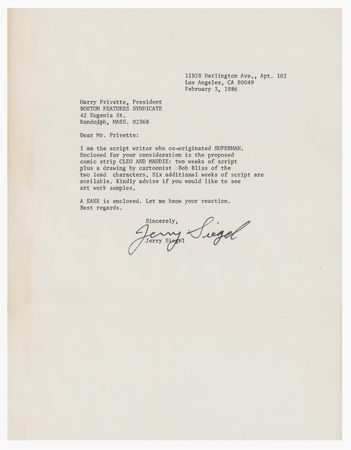 11928 Darlington Ave., Apt. 102
Los Angeles, CA 90049
February 3, 1986
Harry Privette, President
BOSTON FEATURES SYNDICATE
42 Eugenia St.
Randolph, MASS. 02368
Dear Mr. Privette:
I am the script writer who co-originated SUPERMAN.
Enclosed for your consideration is the proposed
comic strip CLEO AND MAUDIE: two weeks of script
plus a drawing by cartoonist Bob Bliss of the
two lead characters. Six additional weeks of script are
available. Kindly advise if you would like to see
art work samples.
A SASE is enclosed. Let me know your reaction.
Best regards.
Sincerely,
Jerry Siegel
Jerry Siegel